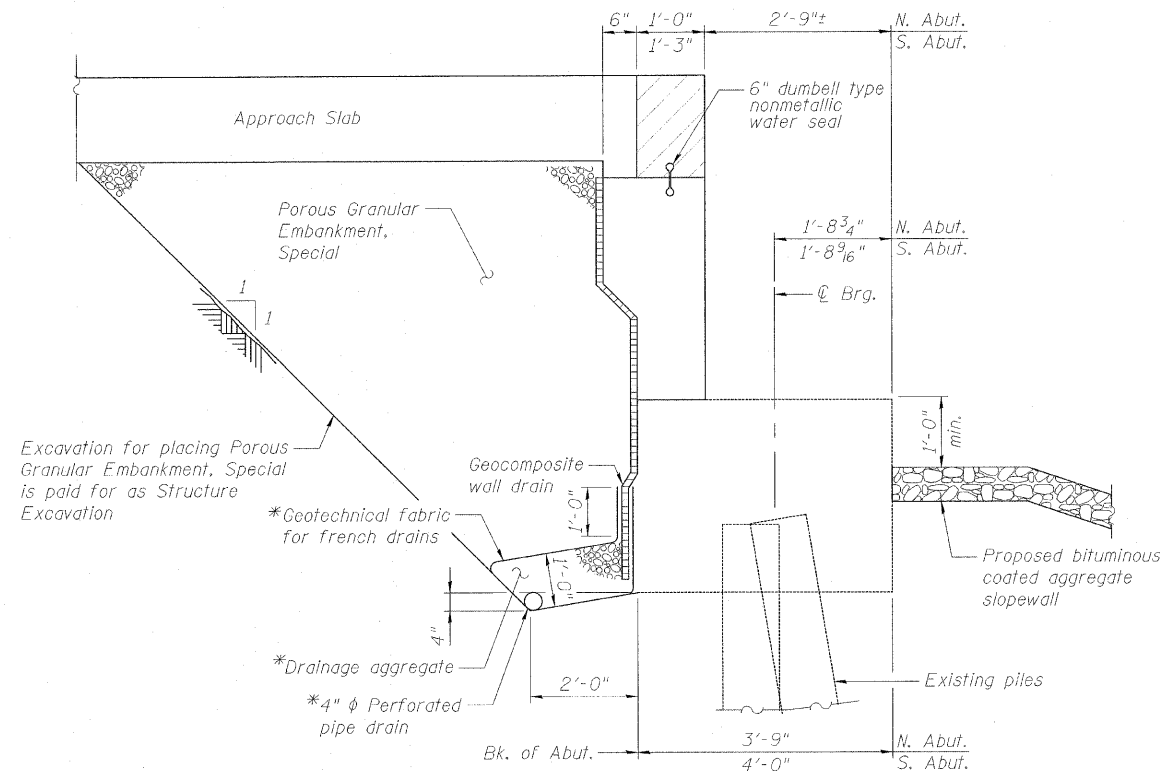 6" 1'-0" 2'-9"± N. Abut.
1'-3" S. Abut.
6" dumbell type
nonmetallic
water seal
Approach Slab
Porous Granular
Embankment,
Special
1'-8 3/4" N. Abut.
1'-8 9/16" S. Abut.
℄ Brg.
1
1
1'-0"
min.
Excavation for placing Porous
Granular Embankment, Special
is paid for as Structure
Excavation
Geocomposite
wall drain
1'-0"
*Geotechnical fabric
for french drains
1'-0"
Proposed bituminous
coated aggregate
slopewall
4"
*Drainage aggregate
2'-0"
Existing piles
*4" φ Perforated
pipe drain
Bk. of Abut. 3'-9" N. Abut.
4'-0" S. Abut.